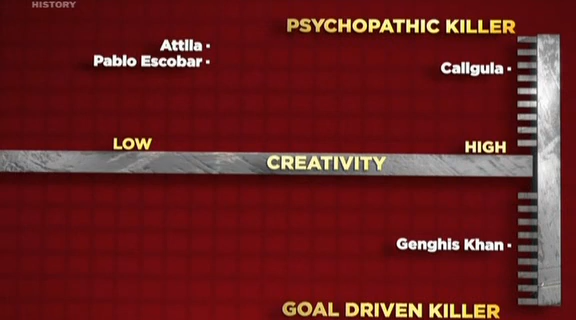 HISTORY
PSYCHOPATHIC KILLER
Attila
Pablo Escobar
Caligula
LOW
HIGH
CREATIVITY
Genghis Khan
GOAL DRIVEN KILLER